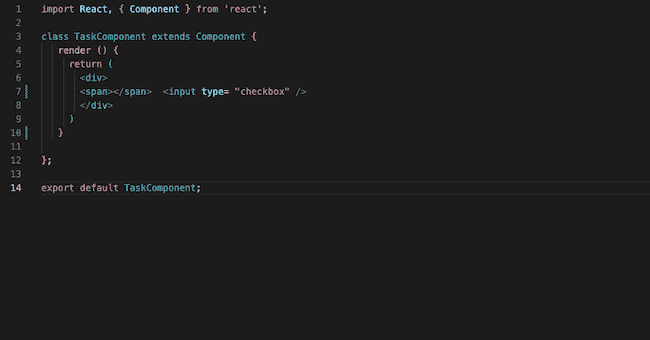 1 import React, { Component } from 'react';
2
3 class TaskComponent extends Component {
4 render () {
5 return (
6 <div>
7 <span></span> <input type= "checkbox" />
8 </div>
9 )
10 }
11
12 };
13
14 export default TaskComponent;